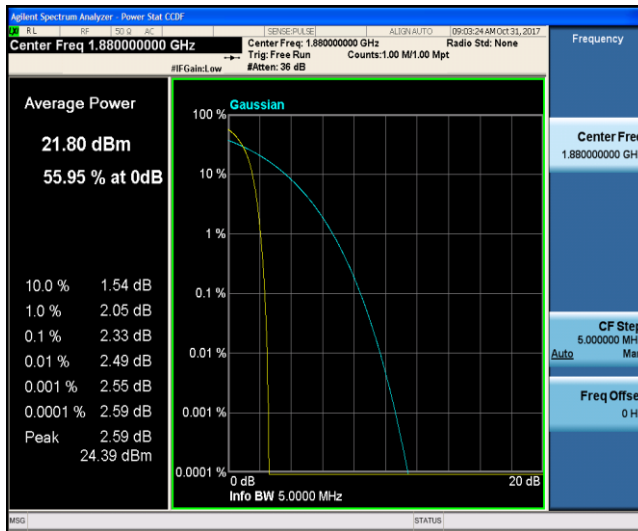 Agilent Spectrum Analyzer - Power Stat CCDF
RL RF 50 Ω AC SENSE:PULSE ALIGN AUTO 09:03:24 AM Oct 31, 2017
Center Freq 1.880000000 GHz
Center Freq: 1.880000000 GHz Radio Std: None
Trig: Free Run Counts:1.00 M/1.00 Mpt
#IFGain:Low #Atten: 36 dB
Frequency
Average Power
21.80 dBm
55.95 % at 0dB
10.0 % 1.54 dB
1.0 % 2.05 dB
0.1 % 2.33 dB
0.01 % 2.49 dB
0.001 % 2.55 dB
0.0001 % 2.59 dB
Peak 2.59 dB
24.39 dBm
Gaussian
100 %
10 %
1 %
0.1 %
0.01 %
0.001 %
0.0001 %
0 dB 20 dB
Info BW 5.0000 MHz
Center Fre
1.880000000 GH
CF Step
5.000000 MH
Auto Ma
Freq Offse
0 H
MSG STATUS